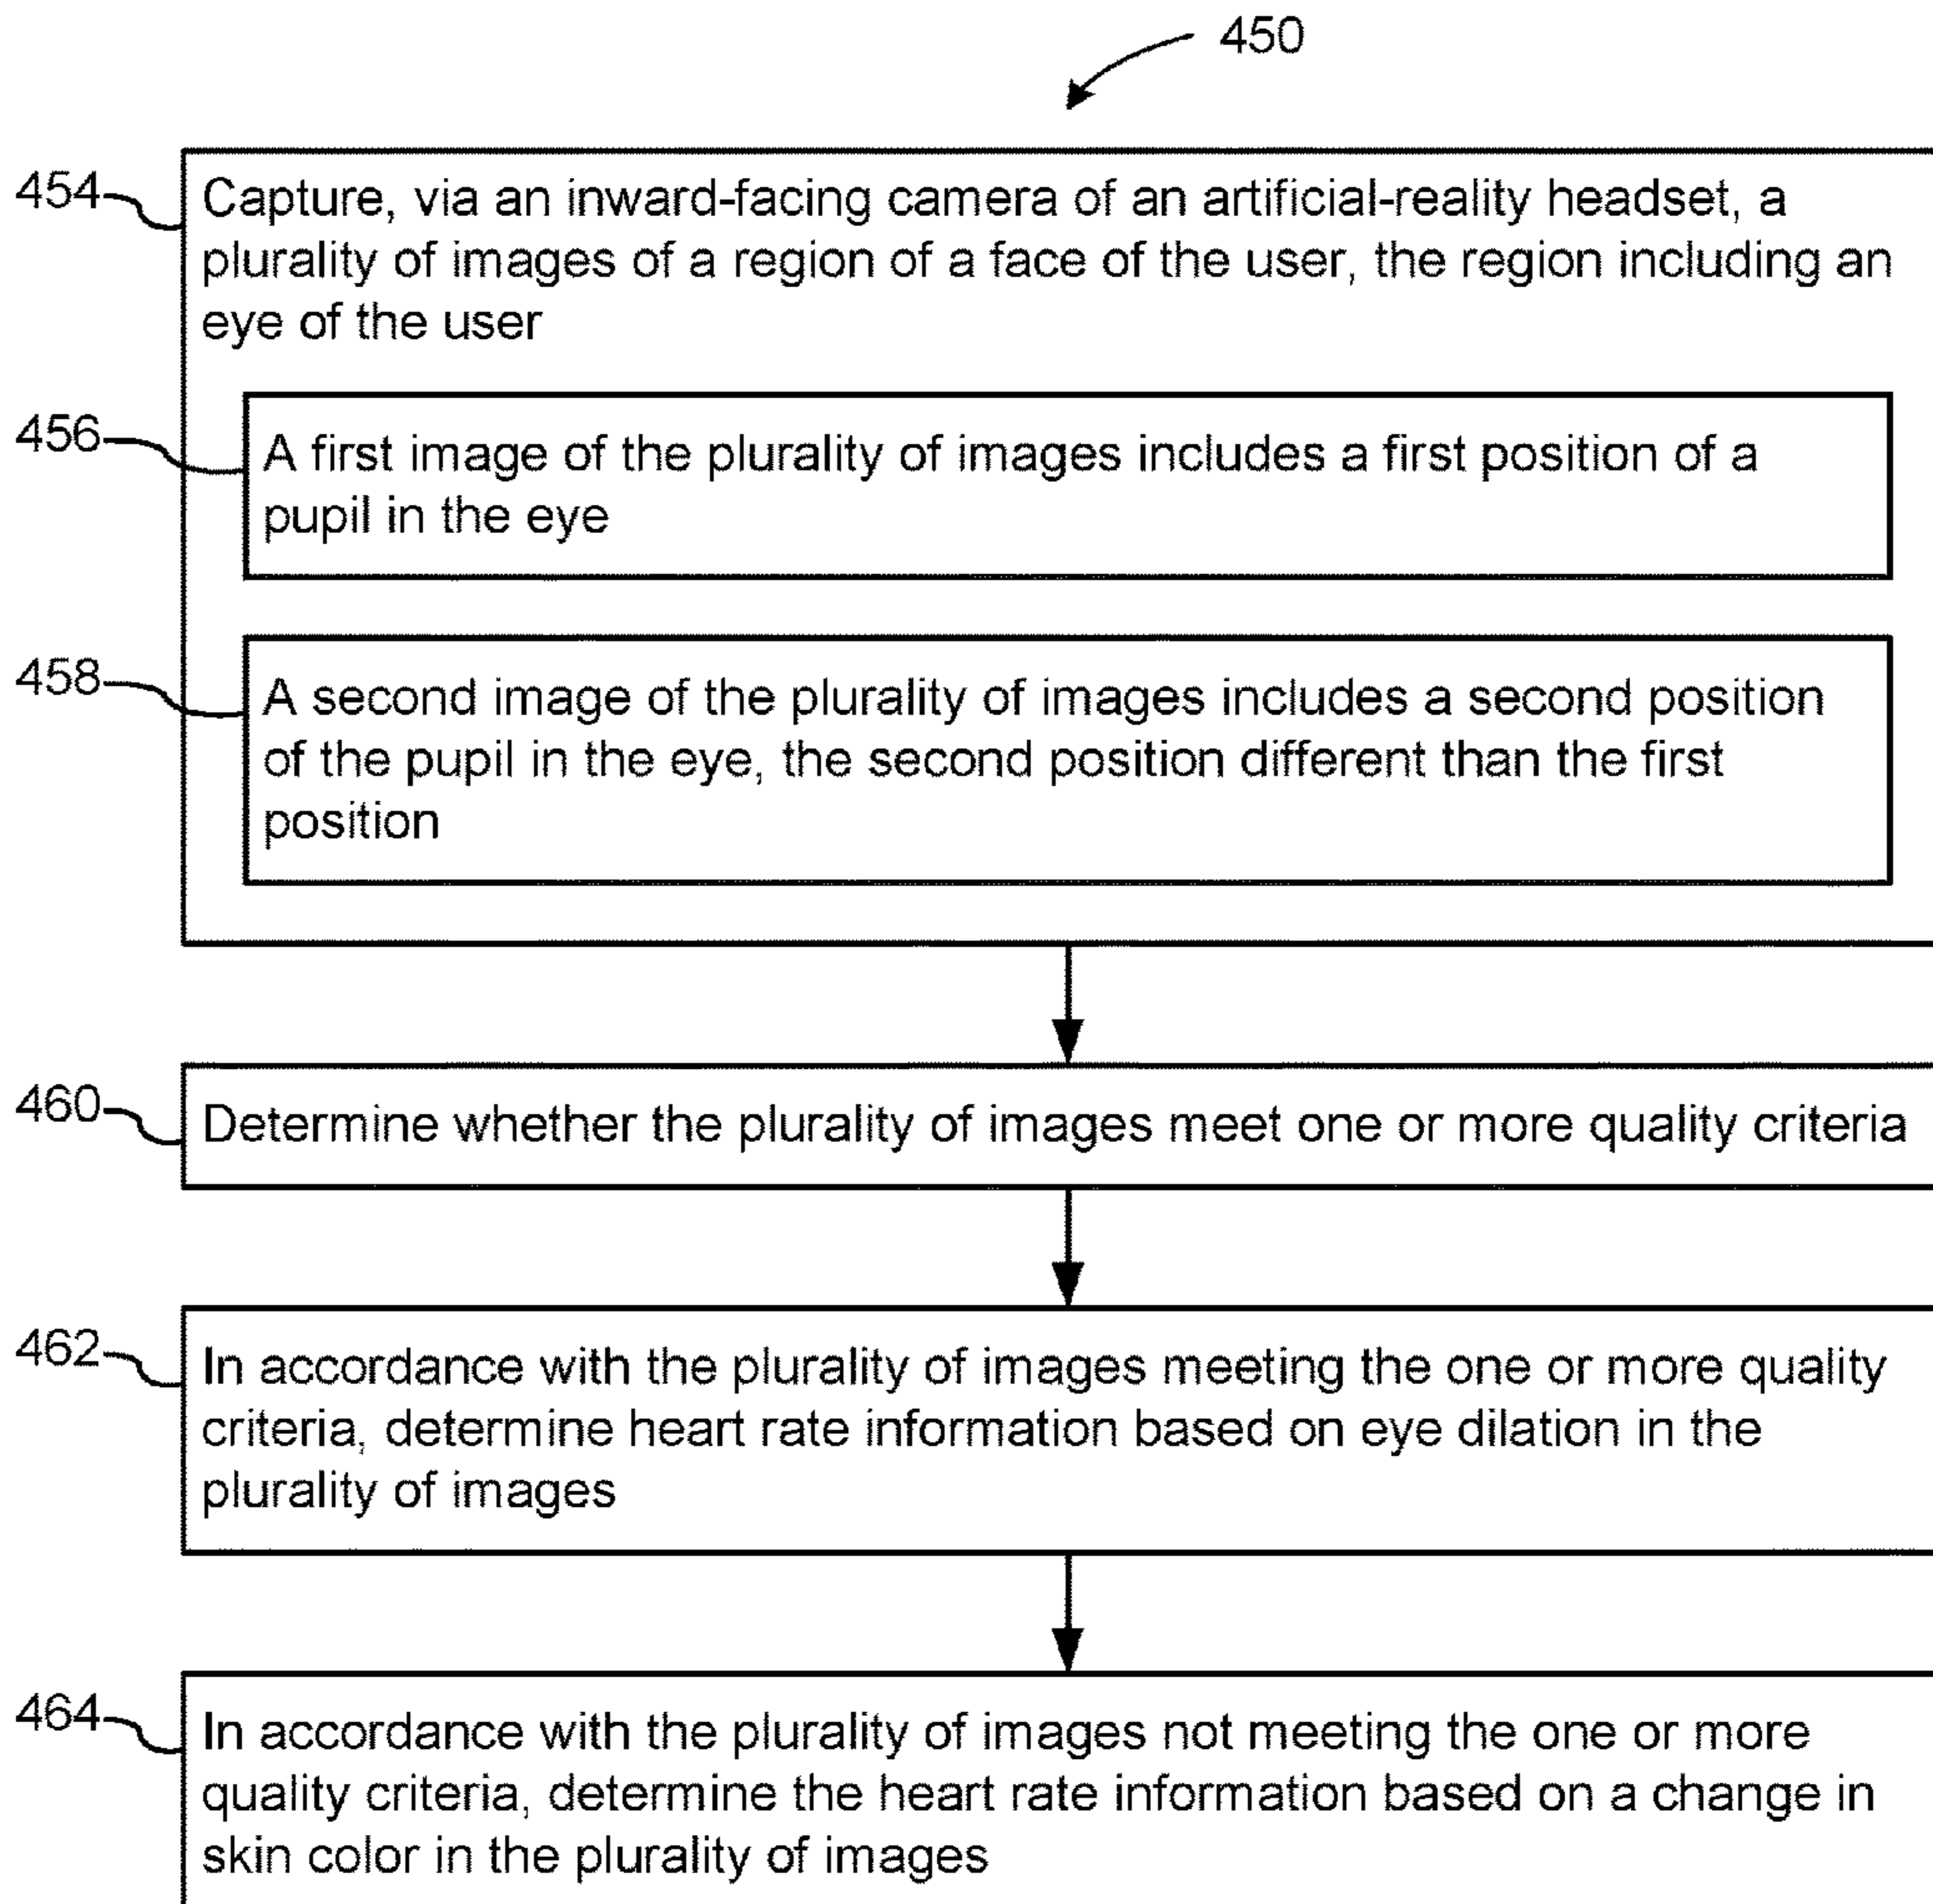 450
454
Capture, via an inward-facing camera of an artificial-reality headset, a
plurality of images of a region of a face of the user, the region including an
eye of the user
456
A first image of the plurality of images includes a first position of a
pupil in the eye
458
A second image of the plurality of images includes a second position
of the pupil in the eye, the second position different than the first
position
460
Determine whether the plurality of images meet one or more quality criteria
462
In accordance with the plurality of images meeting the one or more quality
criteria, determine heart rate information based on eye dilation in the
plurality of images
464
In accordance with the plurality of images not meeting the one or more
quality criteria, determine the heart rate information based on a change in
skin color in the plurality of images